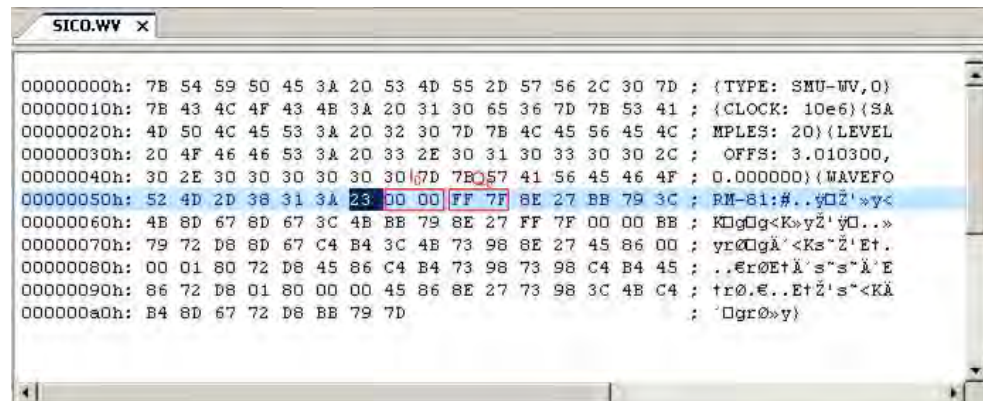 SICO.WV ×
00000000h: 7B 54 59 50 45 3A 20 53 4D 55 2D 57 56 2C 30 7D ; {TYPE: SMU-WV,0}
00000010h: 7B 43 4C 4F 43 4B 3A 20 31 30 65 36 7D 7B 53 41 ; {CLOCK: 10e6}{SA
00000020h: 4D 50 4C 45 53 3A 20 32 30 7D 7B 4C 45 56 45 4C ; MPLES: 20}{LEVEL
00000030h: 20 4F 46 46 53 3A 20 33 2E 30 31 30 33 30 30 2C ;  OFFS: 3.010300,
00000040h: 30 2E 30 30 30 30 30 30 7D 7B 57 41 56 45 46 4F ; 0.000000}{WAVEFO
I0 Q0
00000050h: 52 4D 2D 38 31 3A 23 00 00 FF 7F 8E 27 BB 79 3C ; RM-81:#..ÿ□Ž'»y<
00000060h: 4B 8D 67 8D 67 3C 4B BB 79 8E 27 FF 7F 00 00 BB ; K□g□g<K»yŽ'ÿ□..»
00000070h: 79 72 D8 8D 67 C4 B4 3C 4B 73 98 8E 27 45 86 00 ; yrØ□gÄ´<Ks˜Ž'E†.
00000080h: 00 01 80 72 D8 45 86 C4 B4 73 98 73 98 C4 B4 45 ; ..€rØE†Ä´s˜s˜Ä´E
00000090h: 86 72 D8 01 80 00 00 45 86 8E 27 73 98 3C 4B C4 ; †rØ.€..E†Ž's˜<KÄ
000000a0h: B4 8D 67 72 D8 BB 79 7D ; ´□grØ»y}